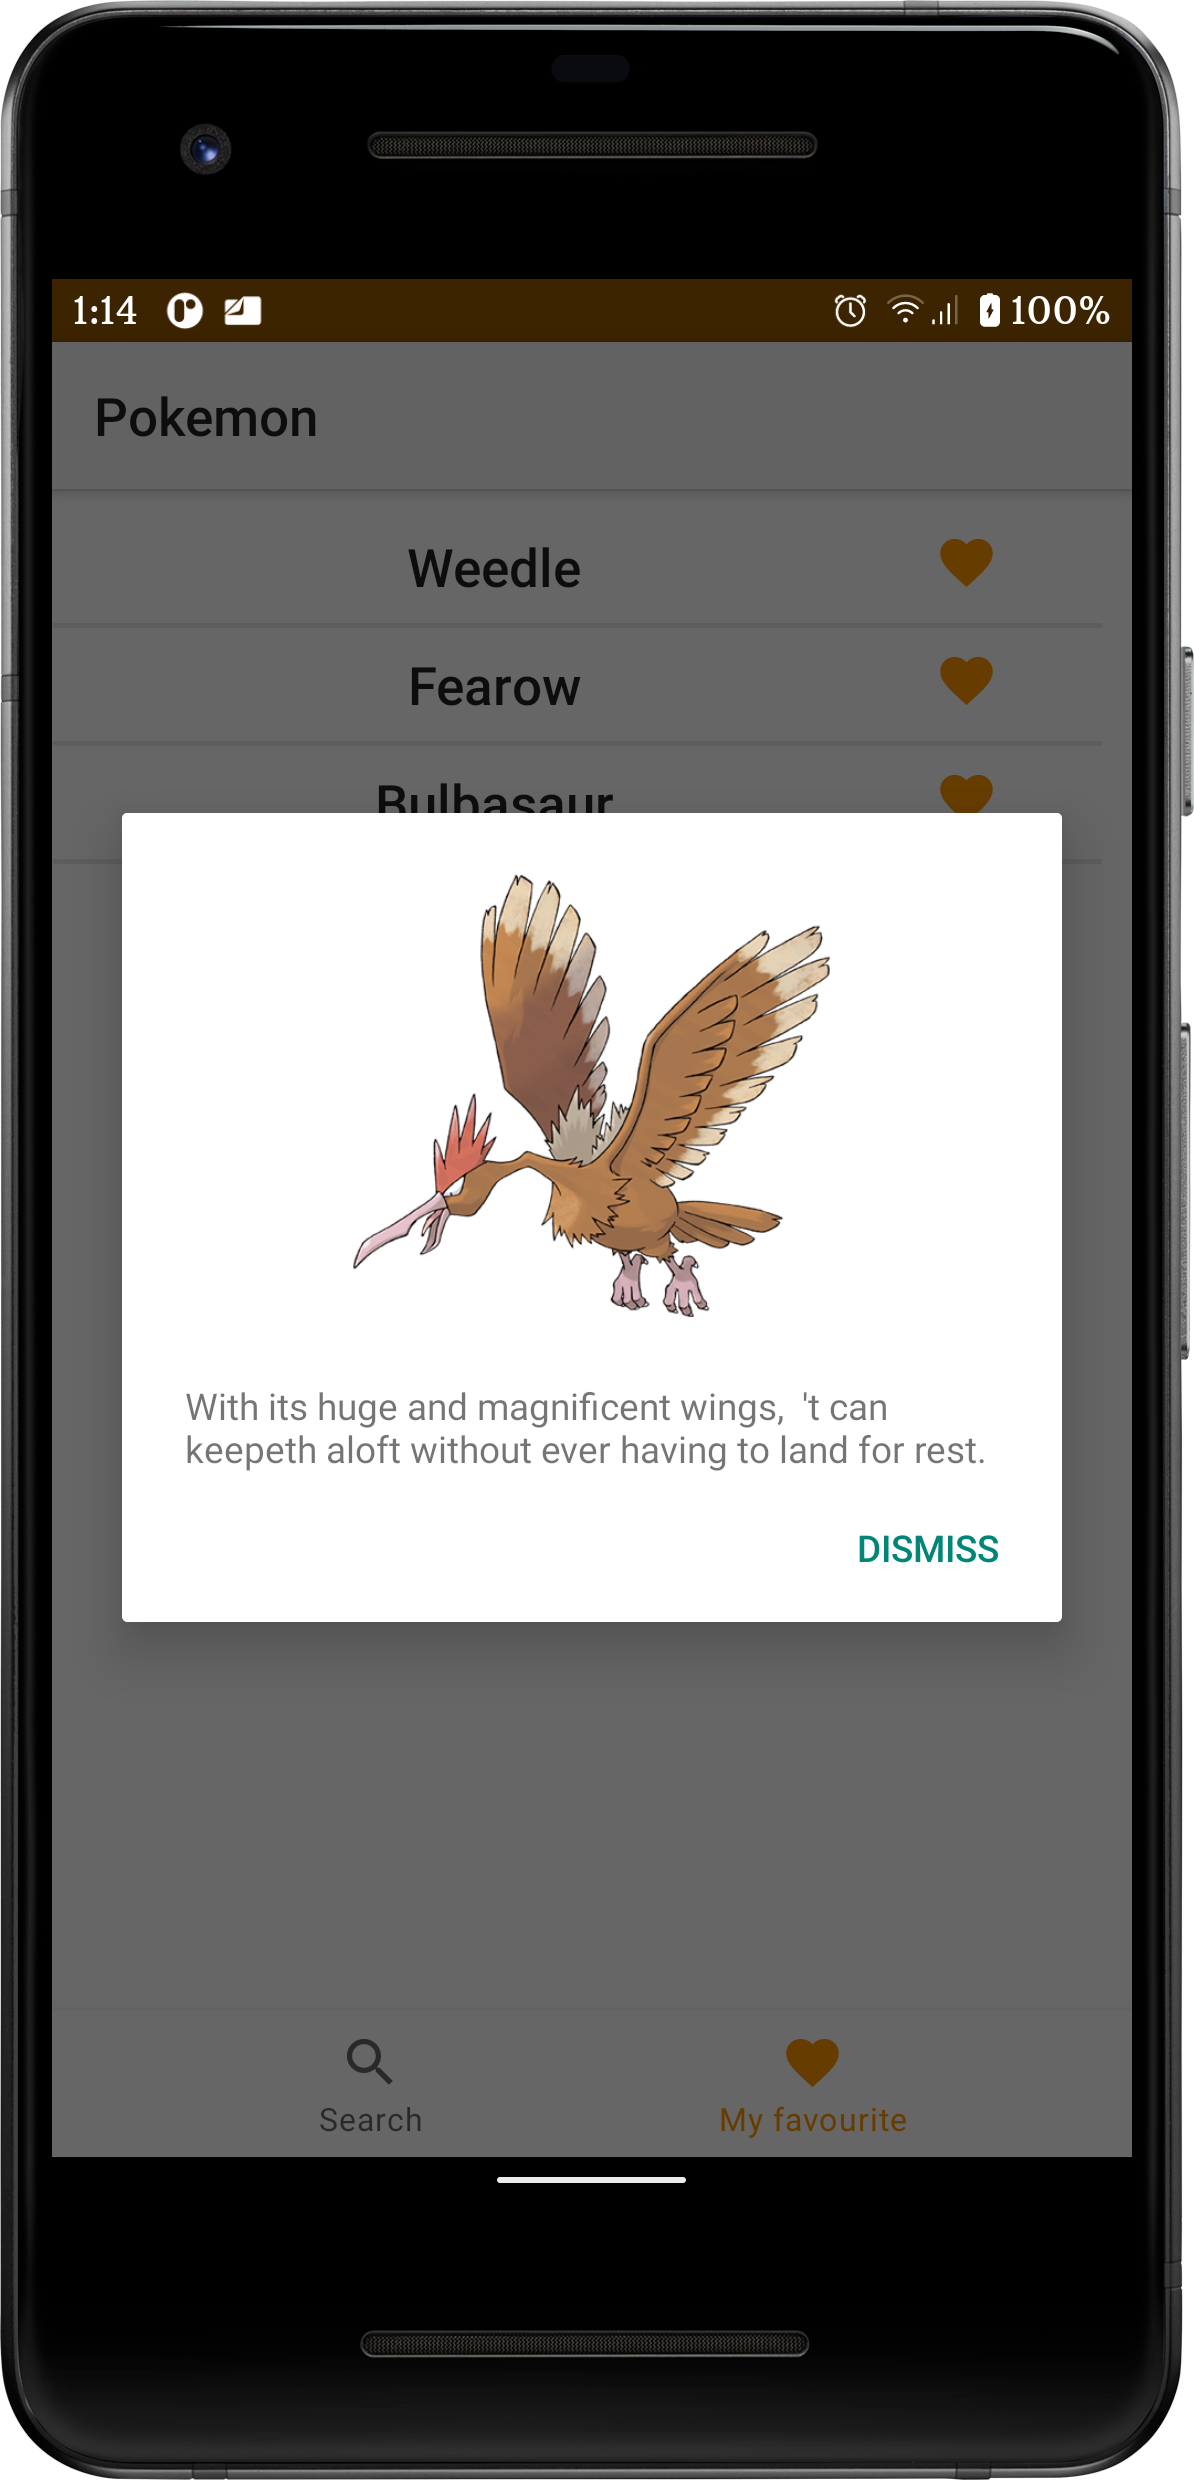 1:14 100%
Pokemon
Weedle
Fearow
Bulbasaur
With its huge and magnificent wings,  't can
keepeth aloft without ever having to land for rest.
DISMISS
Search
My favourite